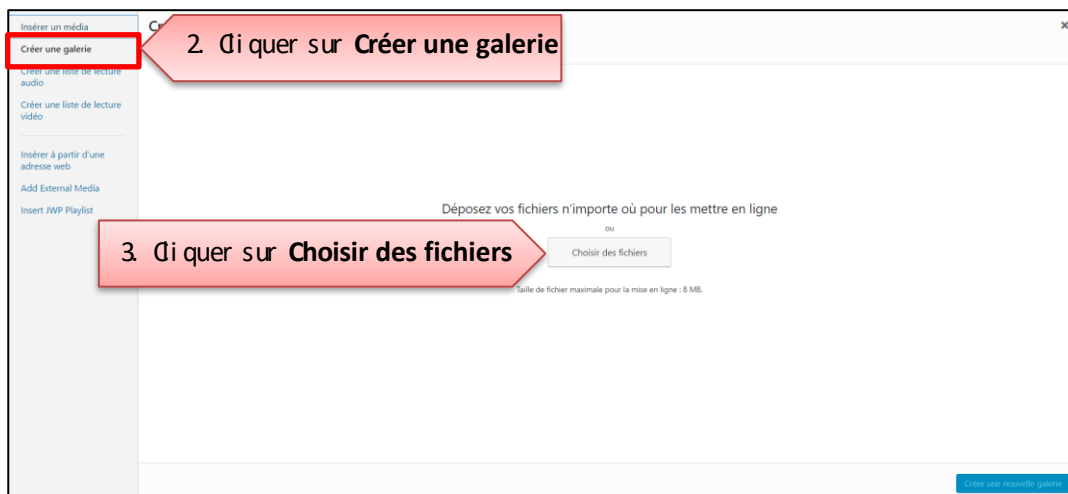 Insérer un média
Créer une galerie
Créer une liste de lecture
audio
Créer une liste de lecture
vidéo
Insérer à partir d'une
adresse web
Add External Media
Insert JWP Playlist
2. Cliquer sur Créer une galerie
Déposez vos fichiers n'importe où pour les mettre en ligne
ou
3. Cliquer sur Choisir des fichiers
Choisir des fichiers
Taille de fichier maximale pour la mise en ligne : 8 MB.
Créer une nouvelle galerie